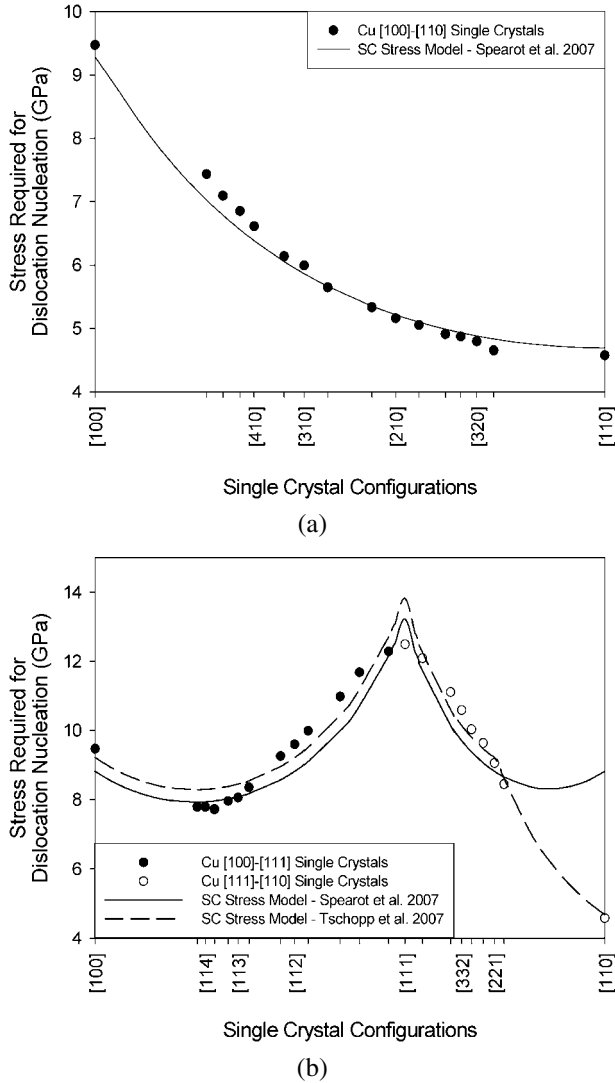 Cu [100]-[110] Single Crystals
SC Stress Model - Spearot et al. 2007
Stress Required for
Dislocation Nucleation (GPa)
10
9
8
7
6
5
4
[100]
[410]
[310]
[210]
[320]
[110]
Single Crystal Configurations
(a)
Stress Required for
Dislocation Nucleation (GPa)
14
12
10
8
6
4
Cu [100]-[111] Single Crystals
Cu [111]-[110] Single Crystals
SC Stress Model - Spearot et al. 2007
SC Stress Model - Tschopp et al. 2007
[100]
[114]
[113]
[112]
[111]
[332]
[221]
[110]
Single Crystal Configurations
(b)